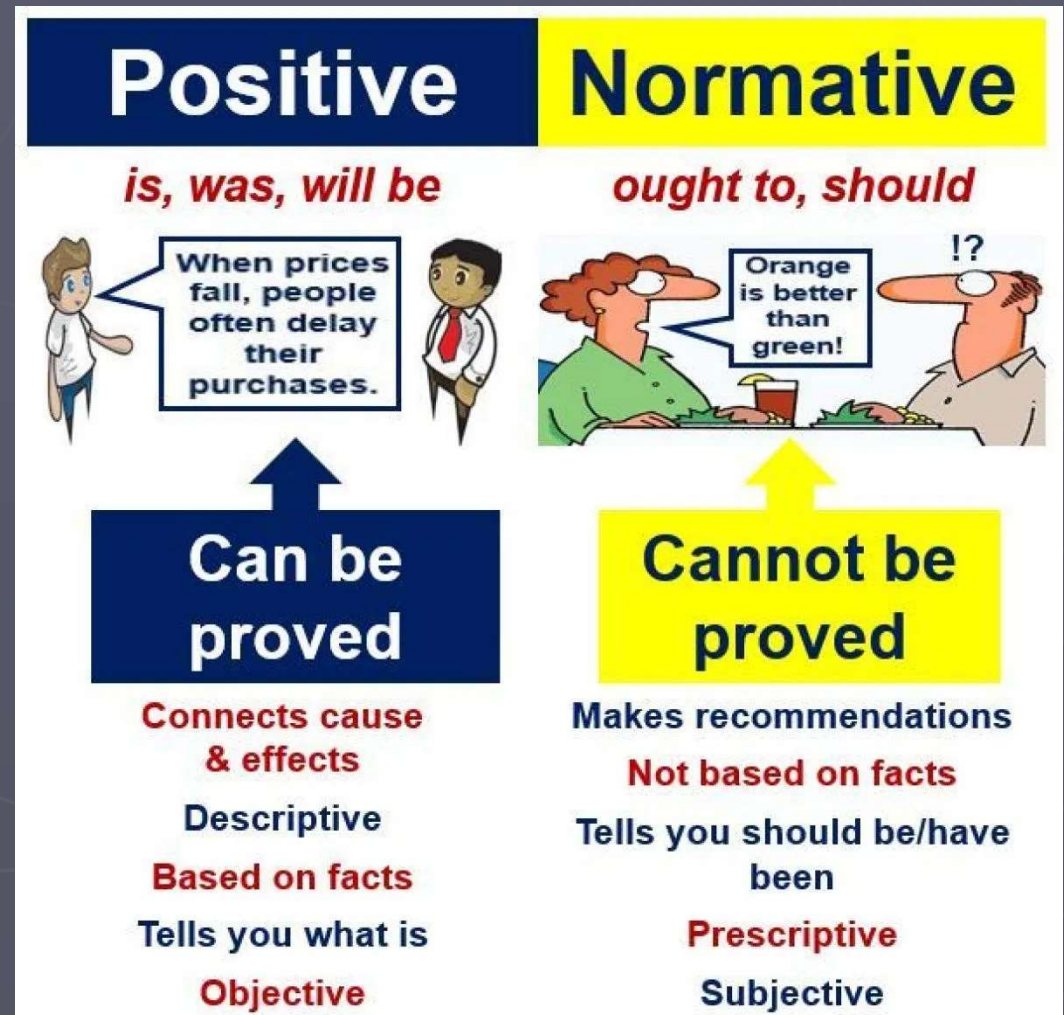 Positive
is, was, will be
When prices
fall, people
often delay
their
purchases.
Can be
proved
Connects cause
& effects
Descriptive
Based on facts
Tells you what is
Objective
Normative
ought to, should
Orange
is better
than
green!
!?
Cannot be
proved
Makes recommendations
Not based on facts
Tells you should be/have
been
Prescriptive
Subjective